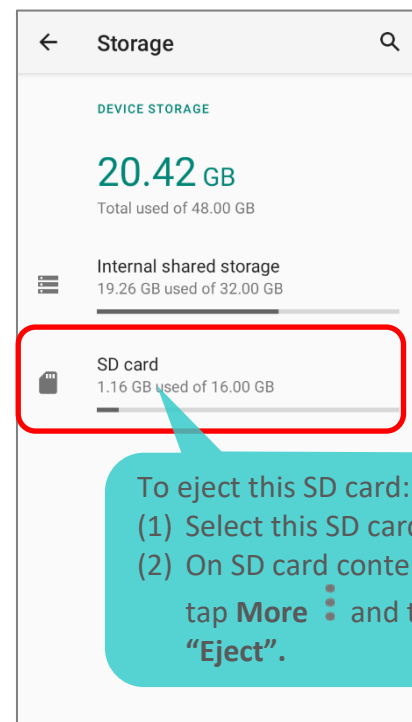 Storage
DEVICE STORAGE
20.42 GB
Total used of 48.00 GB
Internal shared storage
19.26 GB used of 32.00 GB
SD card
1.16 GB used of 16.00 GB
To eject this SD card:
(1) Select this SD
(2) On SD card
tap More and
“Eject”.